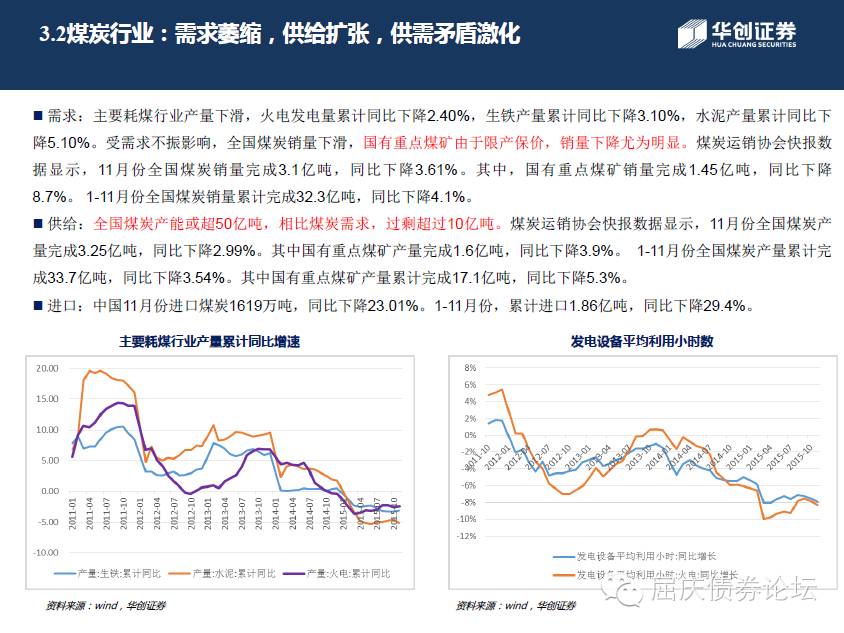 3.2煤炭行业：需求萎缩，供给扩张，供需矛盾激化
华创证券
HUA CHUANG SECURITIES
■ 需求：主要耗煤行业产量下滑，火电发电量累计同比下降2.40%，生铁产量累计同比下降3.10%，水泥产量累计同比下
降5.10%。受需求不振影响，全国煤炭销量下滑，国有重点煤矿由于限产保价，销量下降尤为明显。煤炭运销协会快报数
据显示，11月份全国煤炭销量完成3.1亿吨，同比下降3.61%。其中，国有重点煤矿销量完成1.45亿吨，同比下降
8.7%。 1-11月份全国煤炭销量累计完成32.3亿吨，同比下降4.1%。
■ 供给：全国煤炭产能或超50亿吨，相比煤炭需求，过剩超过10亿吨。煤炭运销协会快报数据显示，11月份全国煤炭产
量完成3.25亿吨，同比下降2.99%。其中国有重点煤矿产量完成1.6亿吨，同比下降3.9%。 1-11月份全国煤炭产量累计完
成33.7亿吨，同比下降3.54%。其中国有重点煤矿产量累计完成17.1亿吨，同比下降5.3%。
■ 进口：中国11月份进口煤炭1619万吨，同比下降23.01%。1-11月份，累计进口1.86亿吨，同比下降29.4%。
主要耗煤行业产量累计同比增速
20.00
15.00
10.00
5.00
0.00
-5.00
-10.00
2011-01 2011-04 2011-07 2011-10 2012-01 2012-04 2012-07 2012-10 2013-01 2013-04 2013-07 2013-10 2014-01 2014-04 2014-07 2014-10 2015-01 2015-04 2015-07 2015-10
产量:生铁:累计同比 产量:水泥:累计同比 产量:火电:累计同比
资料来源：wind，华创证券
发电设备平均利用小时数
8%
6%
4%
2%
0%
-2%
-4%
-6%
-8%
-10%
-12%
2011-10 2012-01 2012-04 2012-07 2012-10 2013-01 2013-04 2013-07 2013-10 2014-01 2014-04 2014-07 2014-10 2015-01 2015-04 2015-07 2015-10
发电设备平均利用小时:同比增长
发电设备平均利用小时:火电:同比增长
资料来源：wind，华创证券
屈庆债券论坛